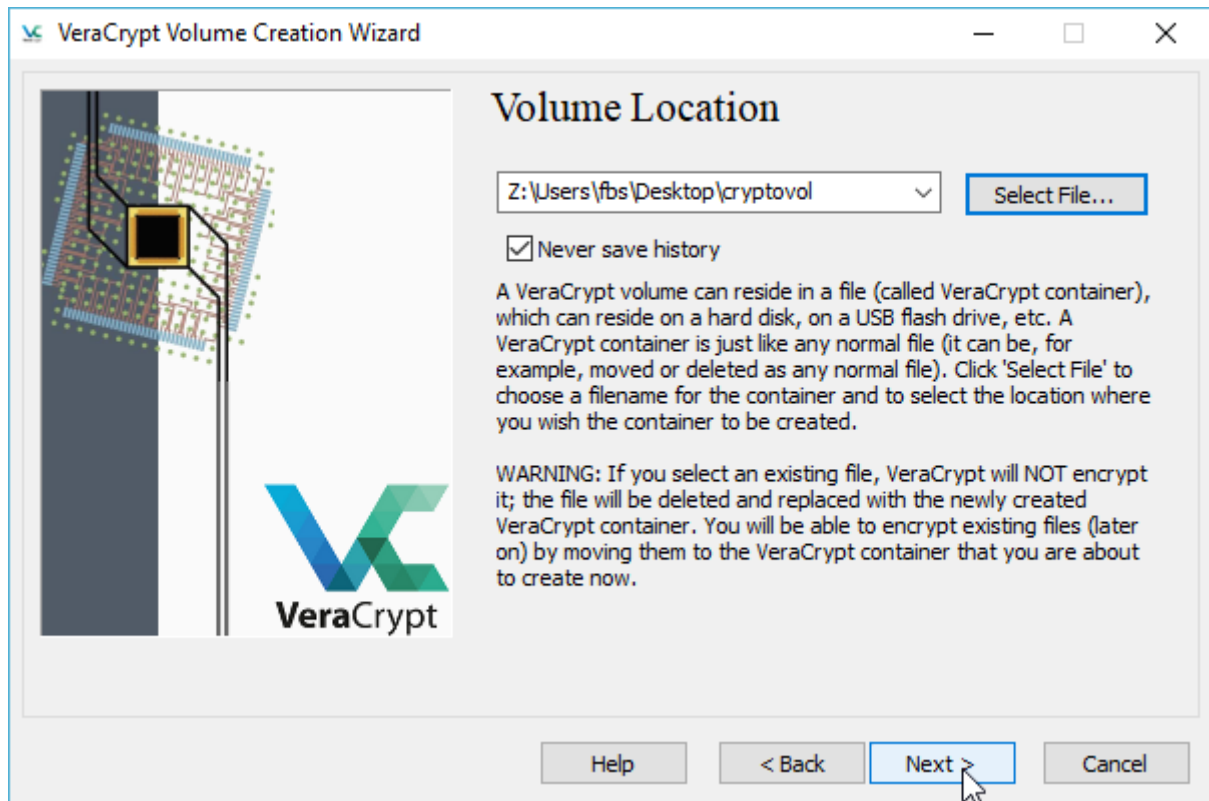 VeraCrypt Volume Creation Wizard
Volume Location
Z:\Users\fbs\Desktop\cryptovol
Select File...
Never save history
A VeraCrypt volume can reside in a file (called VeraCrypt container),
which can reside on a hard disk, on a USB flash drive, etc. A
VeraCrypt container is just like any normal file (it can be, for
example, moved or deleted as any normal file). Click 'Select File' to
choose a filename for the container and to select the location where
you wish the container to be created.
WARNING: If you select an existing file, VeraCrypt will NOT encrypt
it; the file will be deleted and replaced with the newly created
VeraCrypt container. You will be able to encrypt existing files (later
on) by moving them to the VeraCrypt container that you are about
to create now.
VeraCrypt
Help
< Back
Next >
Cancel